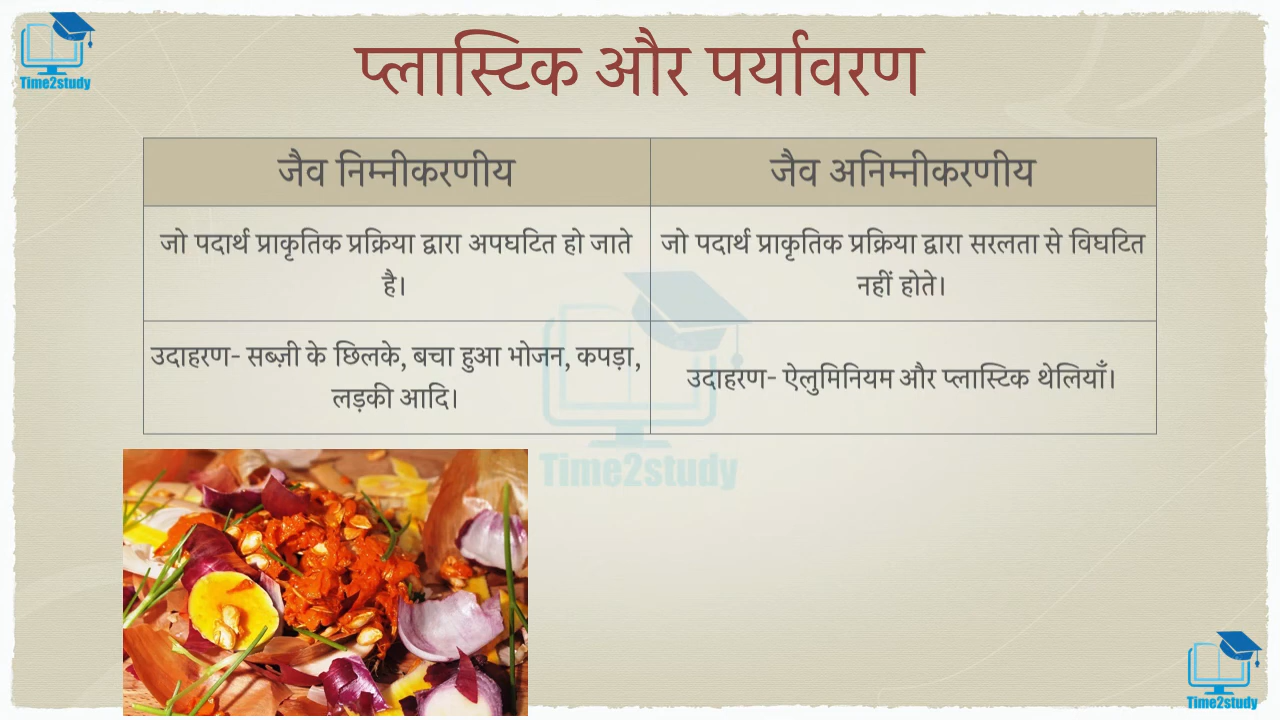 Time2study
प्लास्टिक और पर्यावरण
जैव निम्नीकरणीय
जैव अनिम्नीकरणीय
जो पदार्थ प्राकृतिक प्रक्रिया द्वारा अपघटित हो जाते
है।
जो पदार्थ प्राकृतिक प्रक्रिया द्वारा सरलता से विघटित
नहीं होते।
उदाहरण- सब्ज़ी के छिलके, बचा हुआ भोजन, कपड़ा,
लड़की आदि।
उदाहरण- ऐलुमिनियम और प्लास्टिक थेलियाँ।
Time2study
Time2study